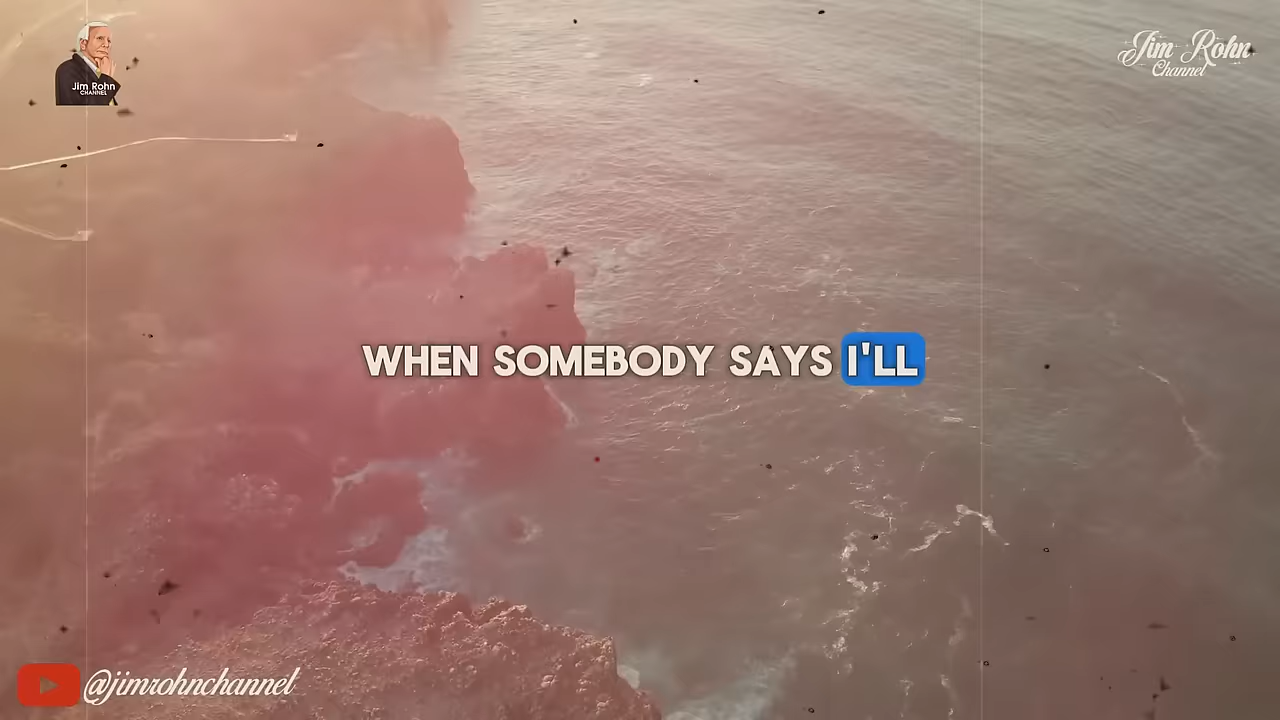 Jim Rohn
CHANNEL
Jim Rohn
Channel
WHEN SOMEBODY SAYS I'LL
@jimrohnchannel